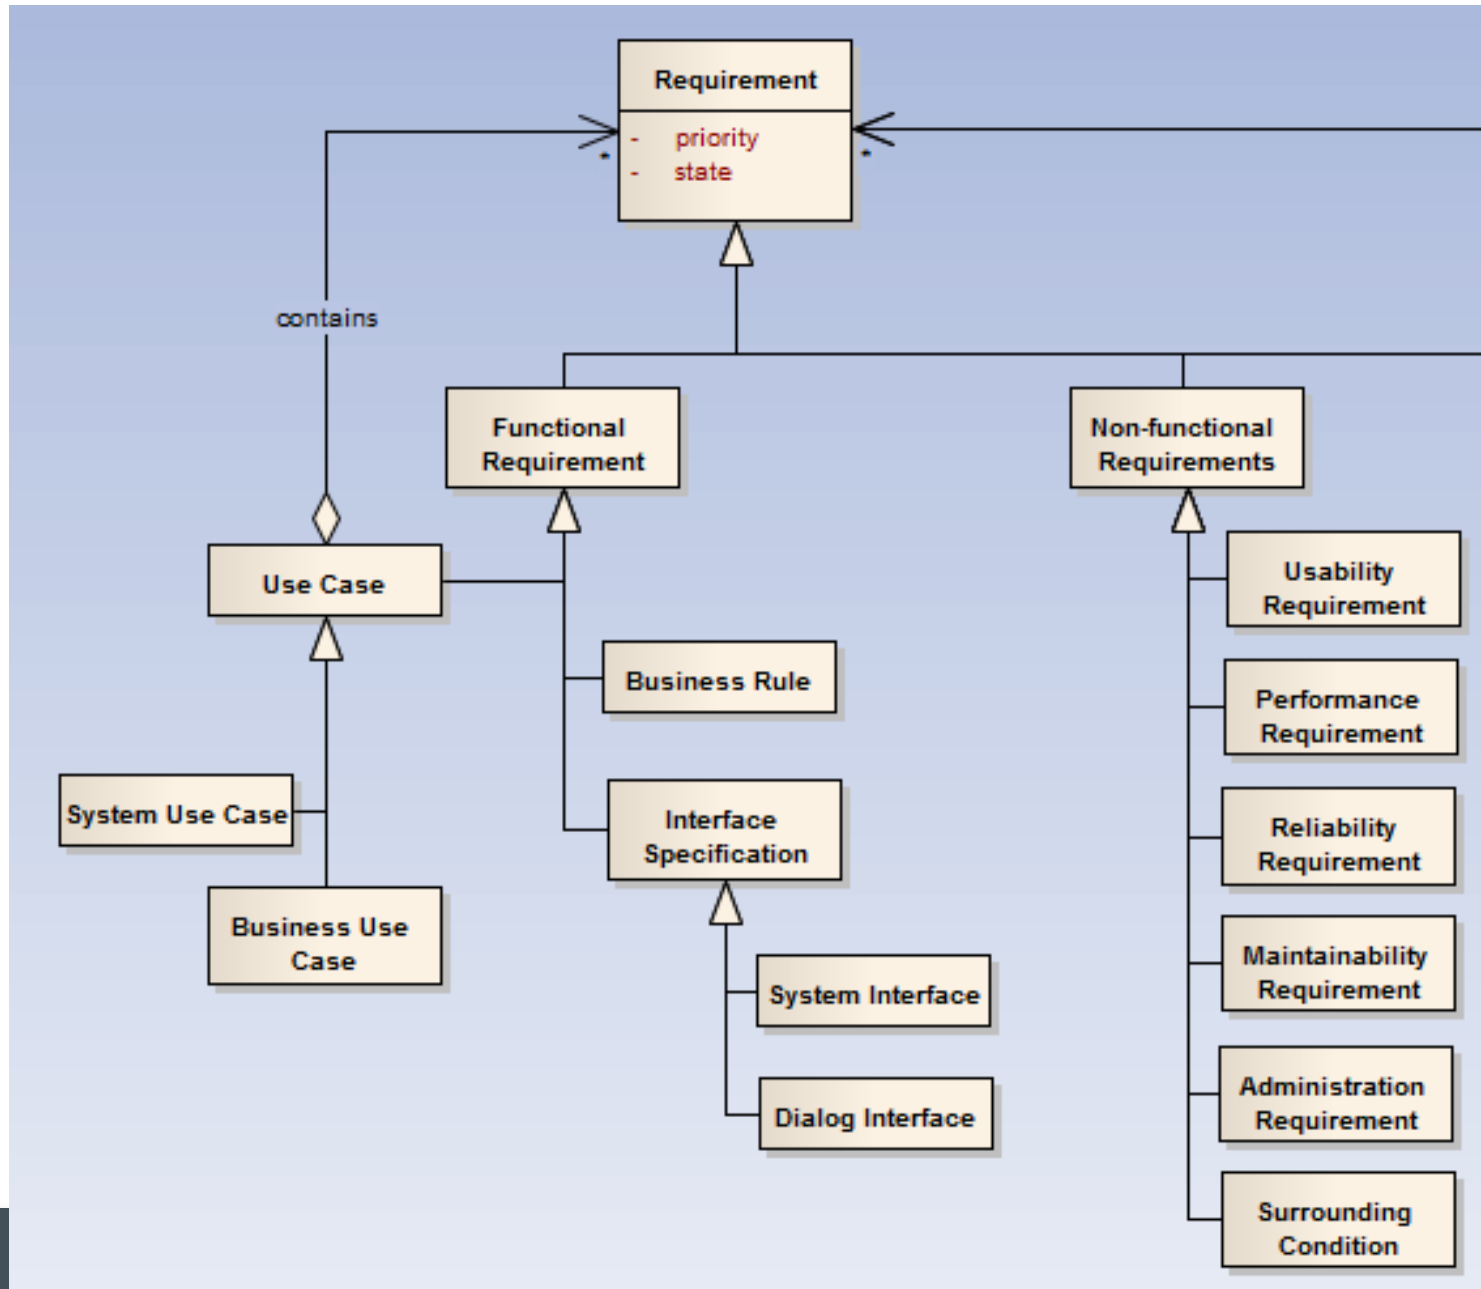 Requirement
- priority
- state
*
*
contains
Functional
Requirement
Non-functional
Requirements
Use Case
Usability
Requirement
Business Rule
Performance
Requirement
System Use Case
Interface
Specification
Reliability
Requirement
Business Use
Case
Maintainability
Requirement
System Interface
Dialog Interface
Administration
Requirement
Surrounding
Condition